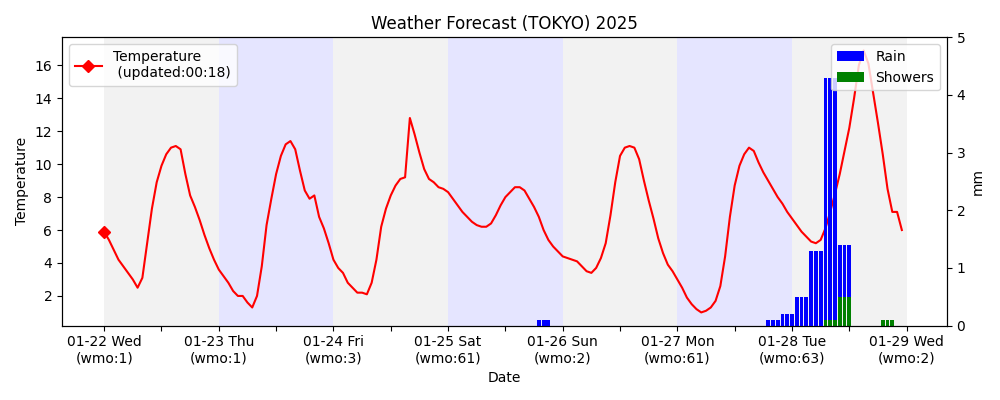 Weather Forecast (TOKYO) 2025
Temperature
(updated:00:18)
Rain
Showers
Temperature
16
14
12
10
8
6
4
2
5
4
3
2
1
0
mm
01-22 Wed
(wmo:1)
01-23 Thu
(wmo:1)
01-24 Fri
(wmo:3)
01-25 Sat
(wmo:61)
01-26 Sun
(wmo:2)
01-27 Mon
(wmo:61)
01-28 Tue
(wmo:63)
01-29 Wed
(wmo:2)
Date